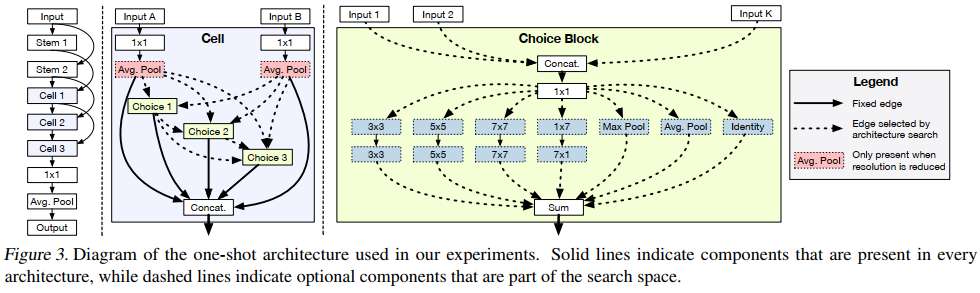 Input
Stem 1
Stem 2
Cell 1
Cell 2
Cell 3
1x1
Avg. Pool
Output
Input A
Input B
Cell
1x1
1x1
Avg. Pool
Avg. Pool
Choice 1
Choice 2
Choice 3
Concat.
Input 1
Input 2
Input K
Choice Block
Concat.
1x1
3x3
5x5
7x7
1x7
Max Pool
Avg. Pool
Identity
3x3
5x5
7x7
7x1
Sum
Legend
Fixed edge
Edge selected by
architecture search
Avg. Pool
Only present when
resolution is reduced
Figure 3. Diagram of the one-shot architecture used in our experiments. Solid lines indicate components that are present in every
architecture, while dashed lines indicate optional components that are part of the search space.